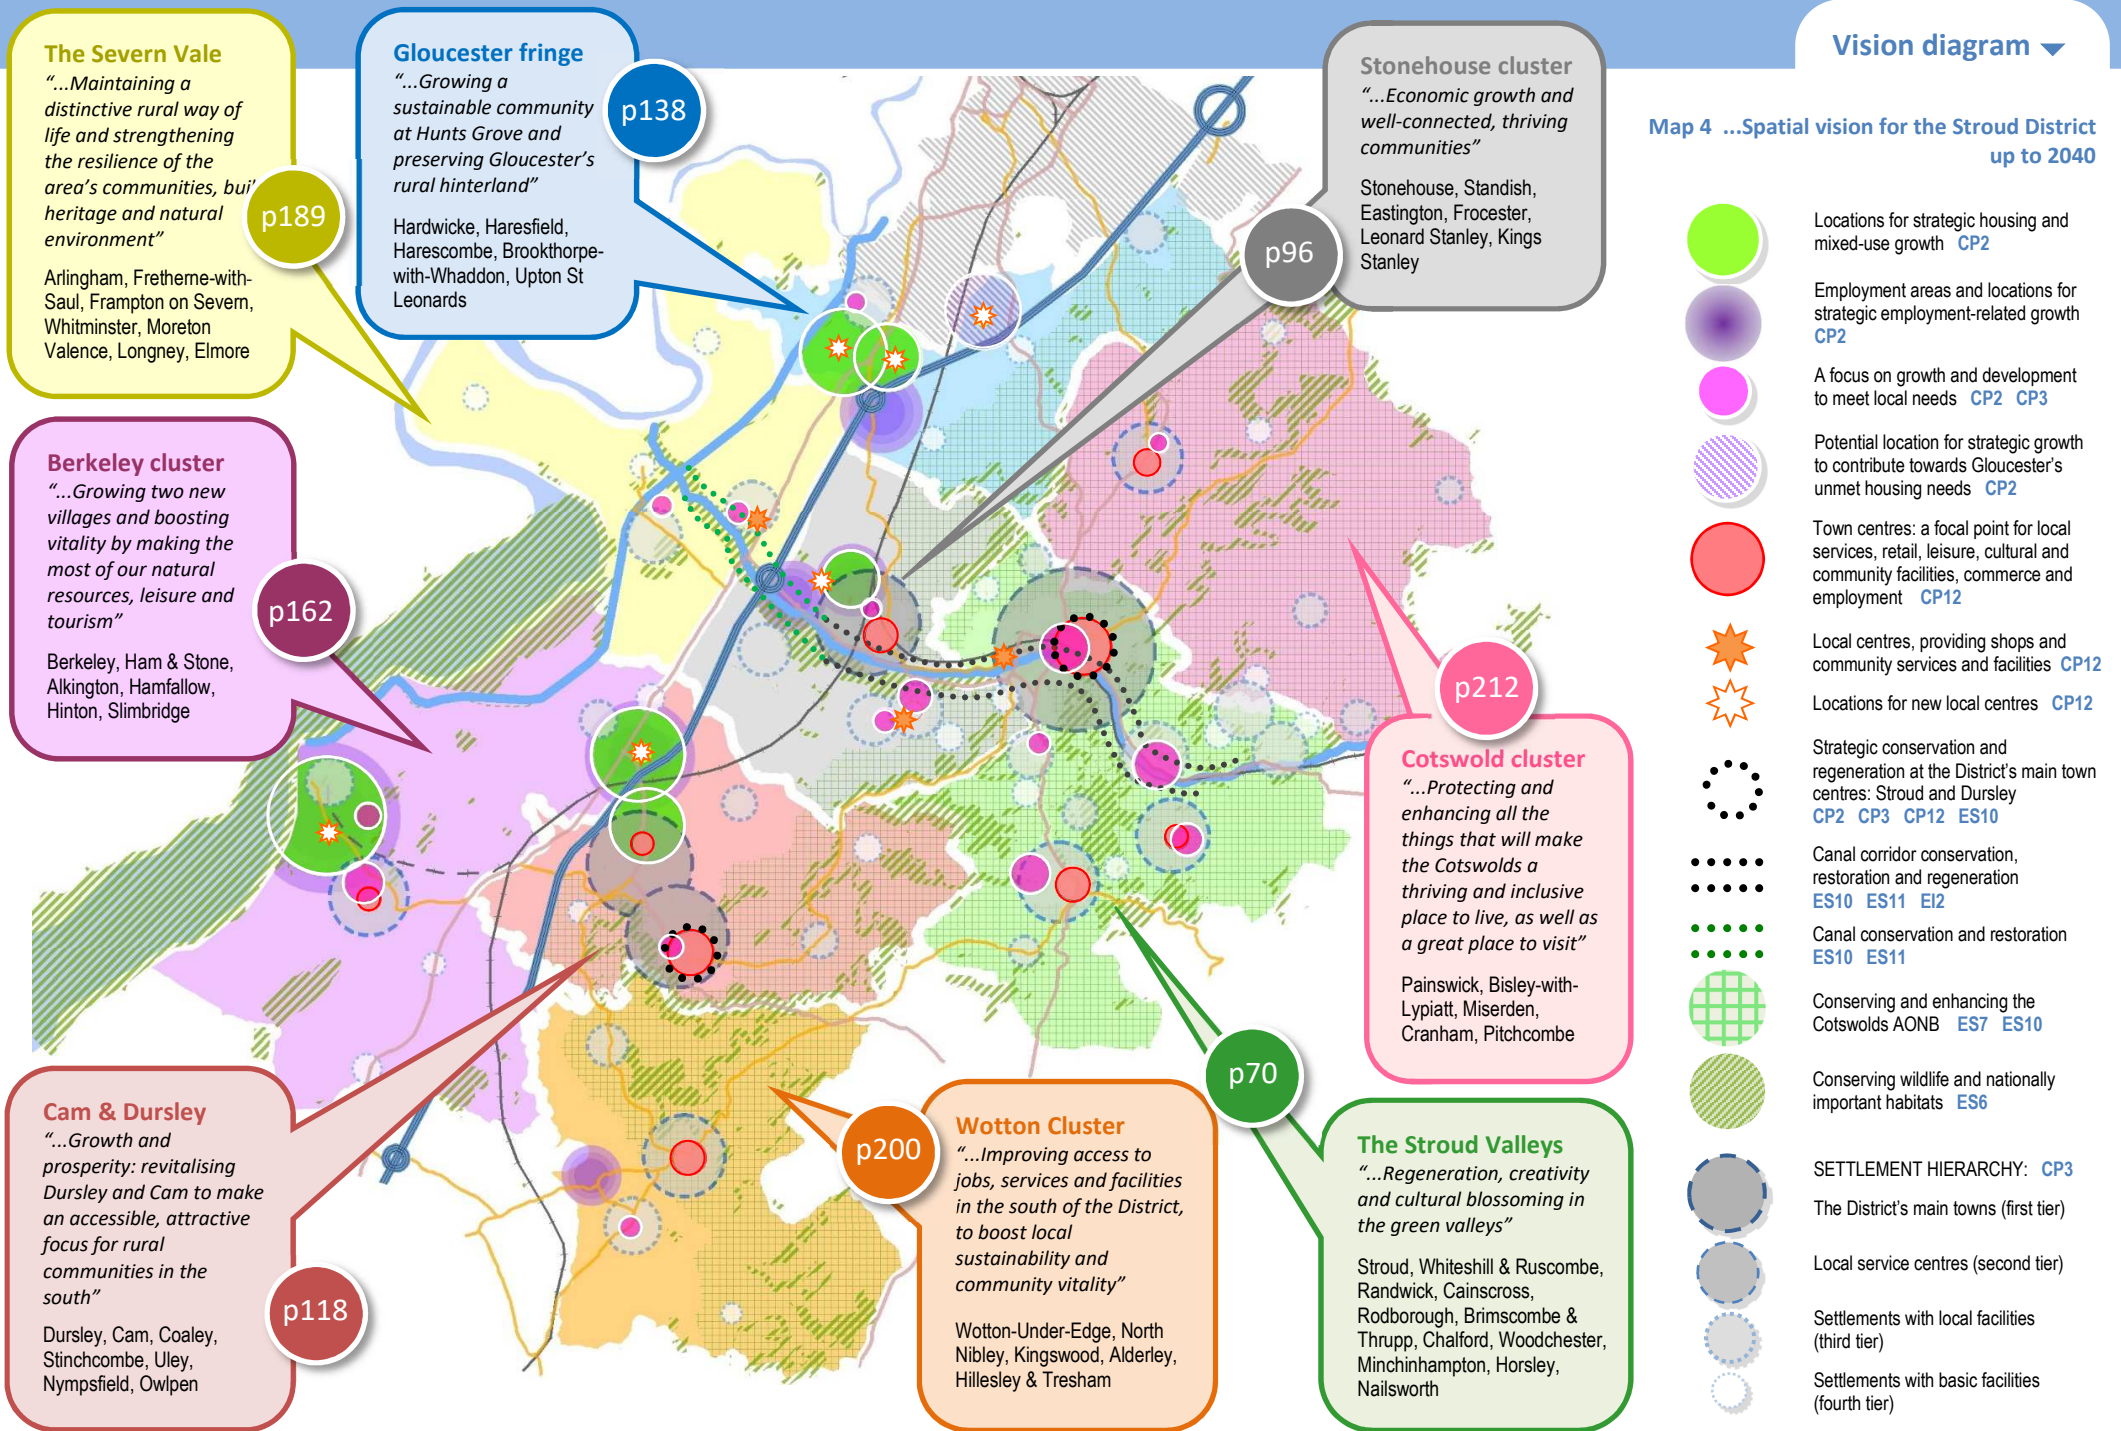 The Severn Vale
“...Maintaining a
distinctive rural way of
life and strengthening
the resilience of the
area’s communities,
heritage and natural
environment”
Arlingham, Fretherne-with-
Saul, Frampton on Severn,
Whitminster, Moreton
Valence, Longney, Elmore
p189
Gloucester fringe
“...Growing a
sustainable community
at Hunts Grove and
preserving Gloucester’s
rural hinterland”
Hardwicke, Haresfield,
Harescombe, Brookthorpe-
with-Whaddon, Upton St
Leonards
p138
Stonehouse cluster
“...Economic growth and
well-connected, thriving
communities”
Stonehouse, Standish,
Eastington, Frocester,
Leonard Stanley, Kings
Stanley
p96
Berkeley cluster
“...Growing two new
villages and boosting
vitality by making the
most of our natural
resources, leisure and
tourism”
Berkeley, Ham & Stone,
Alkington, Hamfallow,
Hinton, Slimbridge
p162
p212
Cotswold cluster
“...Protecting and
enhancing all the
things that will make
the Cotswolds a
thriving and inclusive
place to live, as well as
a great place to visit”
Painswick, Bisley-with-
Lypiatt, Miserden,
Cranham, Pitchcombe
Cam & Dursley
“...Growth and
prosperity: revitalising
Dursley and Cam to make
an accessible, attractive
focus for rural
communities in the
south”
Dursley, Cam, Coaley,
Stinchcombe, Uley,
Nympsfield, Owlpen
p118
p200
Wotton Cluster
“...Improving access to
jobs, services and facilities
in the south of the District,
to boost local
sustainability and
community vitality”
Wotton-Under-Edge, North
Nibley, Kingswood, Alderley,
Hillesley & Tresham
p70
The Stroud Valleys
“...Regeneration, creativity
and cultural blossoming in
the green valleys”
Stroud, Whiteshill & Ruscombe,
Randwick, Cainscross,
Rodborough, Brimscombe &
Thrupp, Chalford, Woodchester,
Minchinhampton, Horsley,
Nailsworth
Vision diagram
Map 4 ...Spatial vision for the Stroud District
up to 2040
Locations for strategic housing and
mixed-use growth CP2
Employment areas and locations for
strategic employment-related growth
CP2
A focus on growth and development
to meet local needs CP2 CP3
Potential location for strategic growth
to contribute towards Gloucester’s
unmet housing needs CP2
Town centres: a focal point for local
services, retail, leisure, cultural and
community facilities, commerce and
employment CP12
Local centres, providing shops and
community services and facilities CP12
Locations for new local centres CP12
Strategic conservation and
regeneration at the District’s main town
centres: Stroud and Dursley
CP2 CP3 CP12 ES10
Canal corridor conservation,
restoration and regeneration
ES10 ES11 EI2
Canal conservation and restoration
ES10 ES11
Conserving and enhancing the
Cotswolds AONB ES7 ES10
Conserving wildlife and nationally
important habitats ES6
SETTLEMENT HIERARCHY: CP3
The District’s main towns (first tier)
Local service centres (second tier)
Settlements with local facilities
(third tier)
Settlements with basic facilities
(fourth tier)